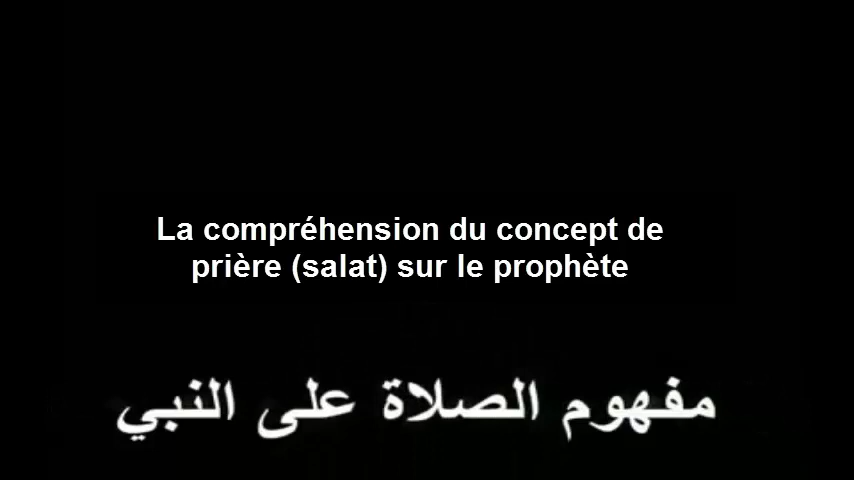 La compréhension du concept de
prière (salat) sur le prophète
مفهوم الصلاة على النبي